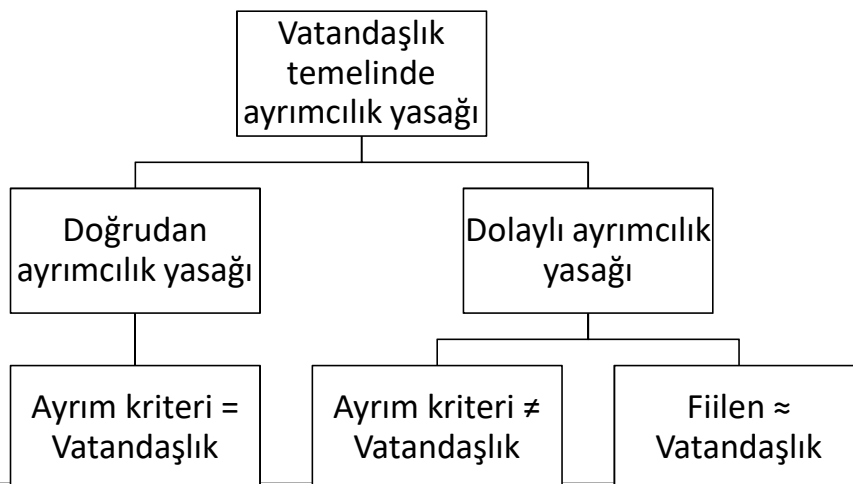 Vatandaşlık
temelinde
ayrımcılık yasağı
Doğrudan
ayrımcılık yasağı
Dolaylı ayrımcılık
yasağı
Ayrım kriteri =
Vatandaşlık
Ayrım kriteri ≠
Vatandaşlık
Fiilen ≈
Vatandaşlık